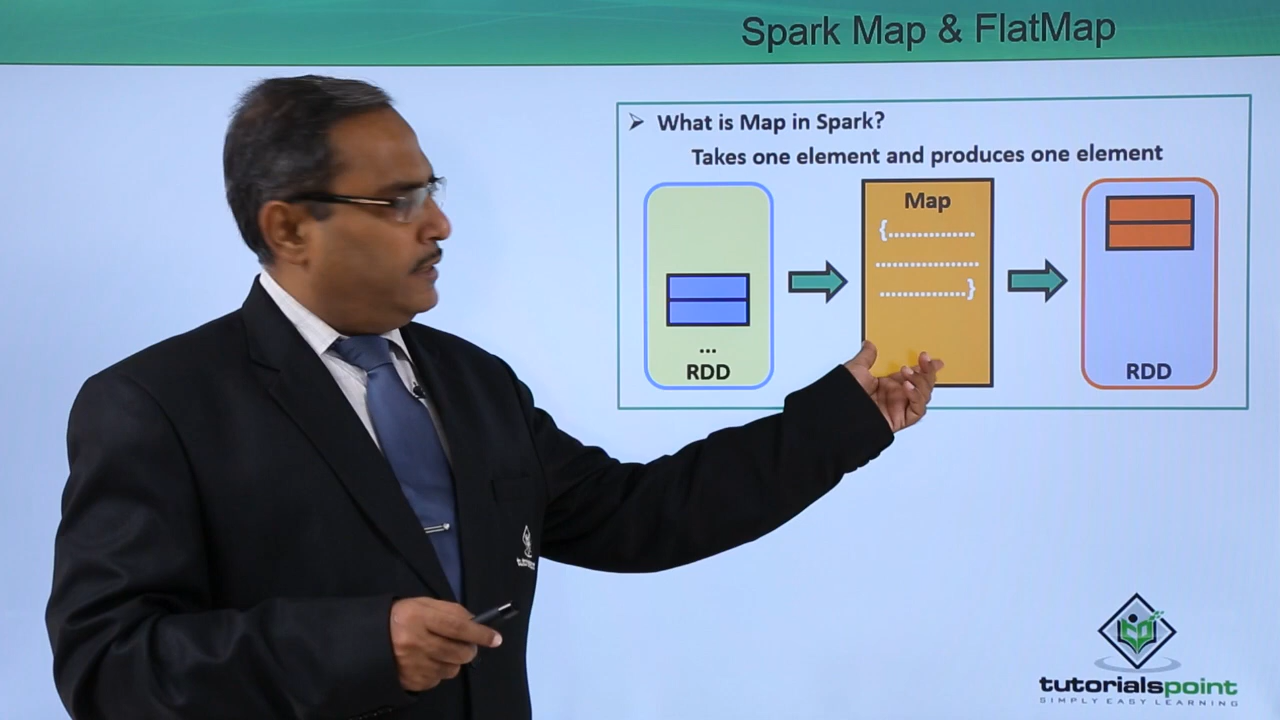 Spark Map & FlatMap
➢ What is Map in Spark?
Takes one element and produces one element
Map
{.............
...............
.............}
...
RDD
RDD
tutorialspoint
SIMPLY EASY LEARNING